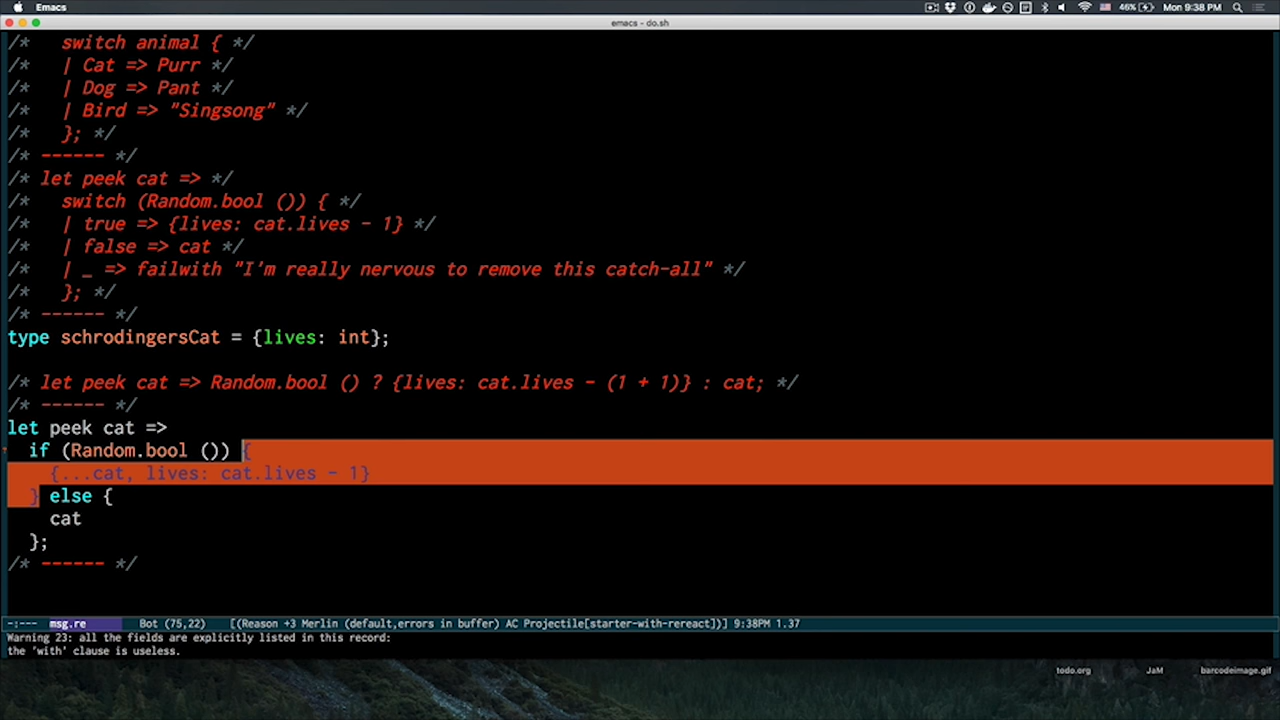 Emacs
46%
Mon 9:38 PM
emacs - do.sh
/*   switch animal { */
/*   | Cat => Purr */
/*   | Dog => Pant */
/*   | Bird => "Singsong" */
/*   }; */
/* ------ */
/* let peek cat => */
/*   switch (Random.bool ()) { */
/*   | true => {lives: cat.lives - 1} */
/*   | false => cat */
/*   | _ => failwith "I'm really nervous to remove this catch-all" */
/*   }; */
/* ------ */
type schrodingersCat = {lives: int};
/* let peek cat => Random.bool () ? {lives: cat.lives - (1 + 1)} : cat; */
/* ------ */
let peek cat =>
  if (Random.bool ()) {
    {...cat, lives: cat.lives - 1}
  } else {
    cat
  };
/* ------ */
-:---  msg.re   Bot (75,22)   [(Reason +3 Merlin (default,errors in buffer) AC Projectile[starter-with-rereact])] 9:38PM 1.37
Warning 23: all the fields are explicitly listed in this record:
the 'with' clause is useless.
todo.org
JaM
barcodeimage.gif